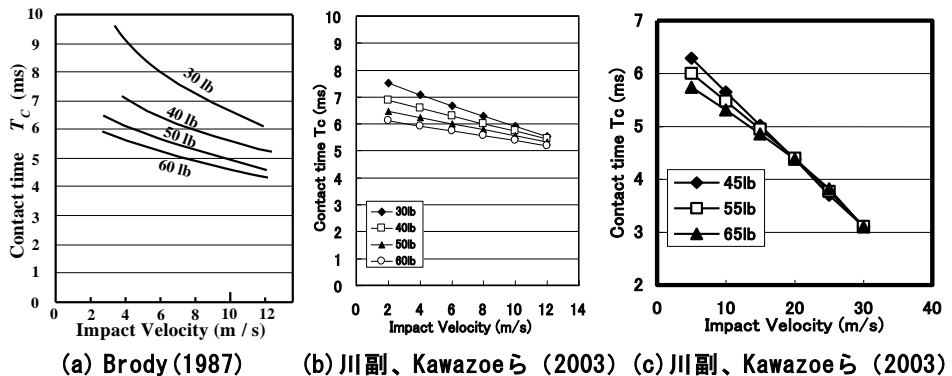 10
9
8
7
6
5
4
3
2
1
0
Contact time T_C (ms)
30 lb
40 lb
50 lb
60 lb
0 2 4 6 8 10 12
Impact Velocity (m / s)
(a) Brody(1987)
10
9
8
7
6
5
4
3
2
1
0
Contact time Tc (ms)
30lb
40lb
50lb
60lb
0 2 4 6 8 10 12 14
Impact Velocity (m/s)
(b)川副、Kawazoeら (2003)
7
6
5
4
3
2
Contact time Tc (ms)
45lb
55lb
65lb
0 10 20 30 40
Impact Velocity (m/s)
(c)川副、Kawazoeら (2003)